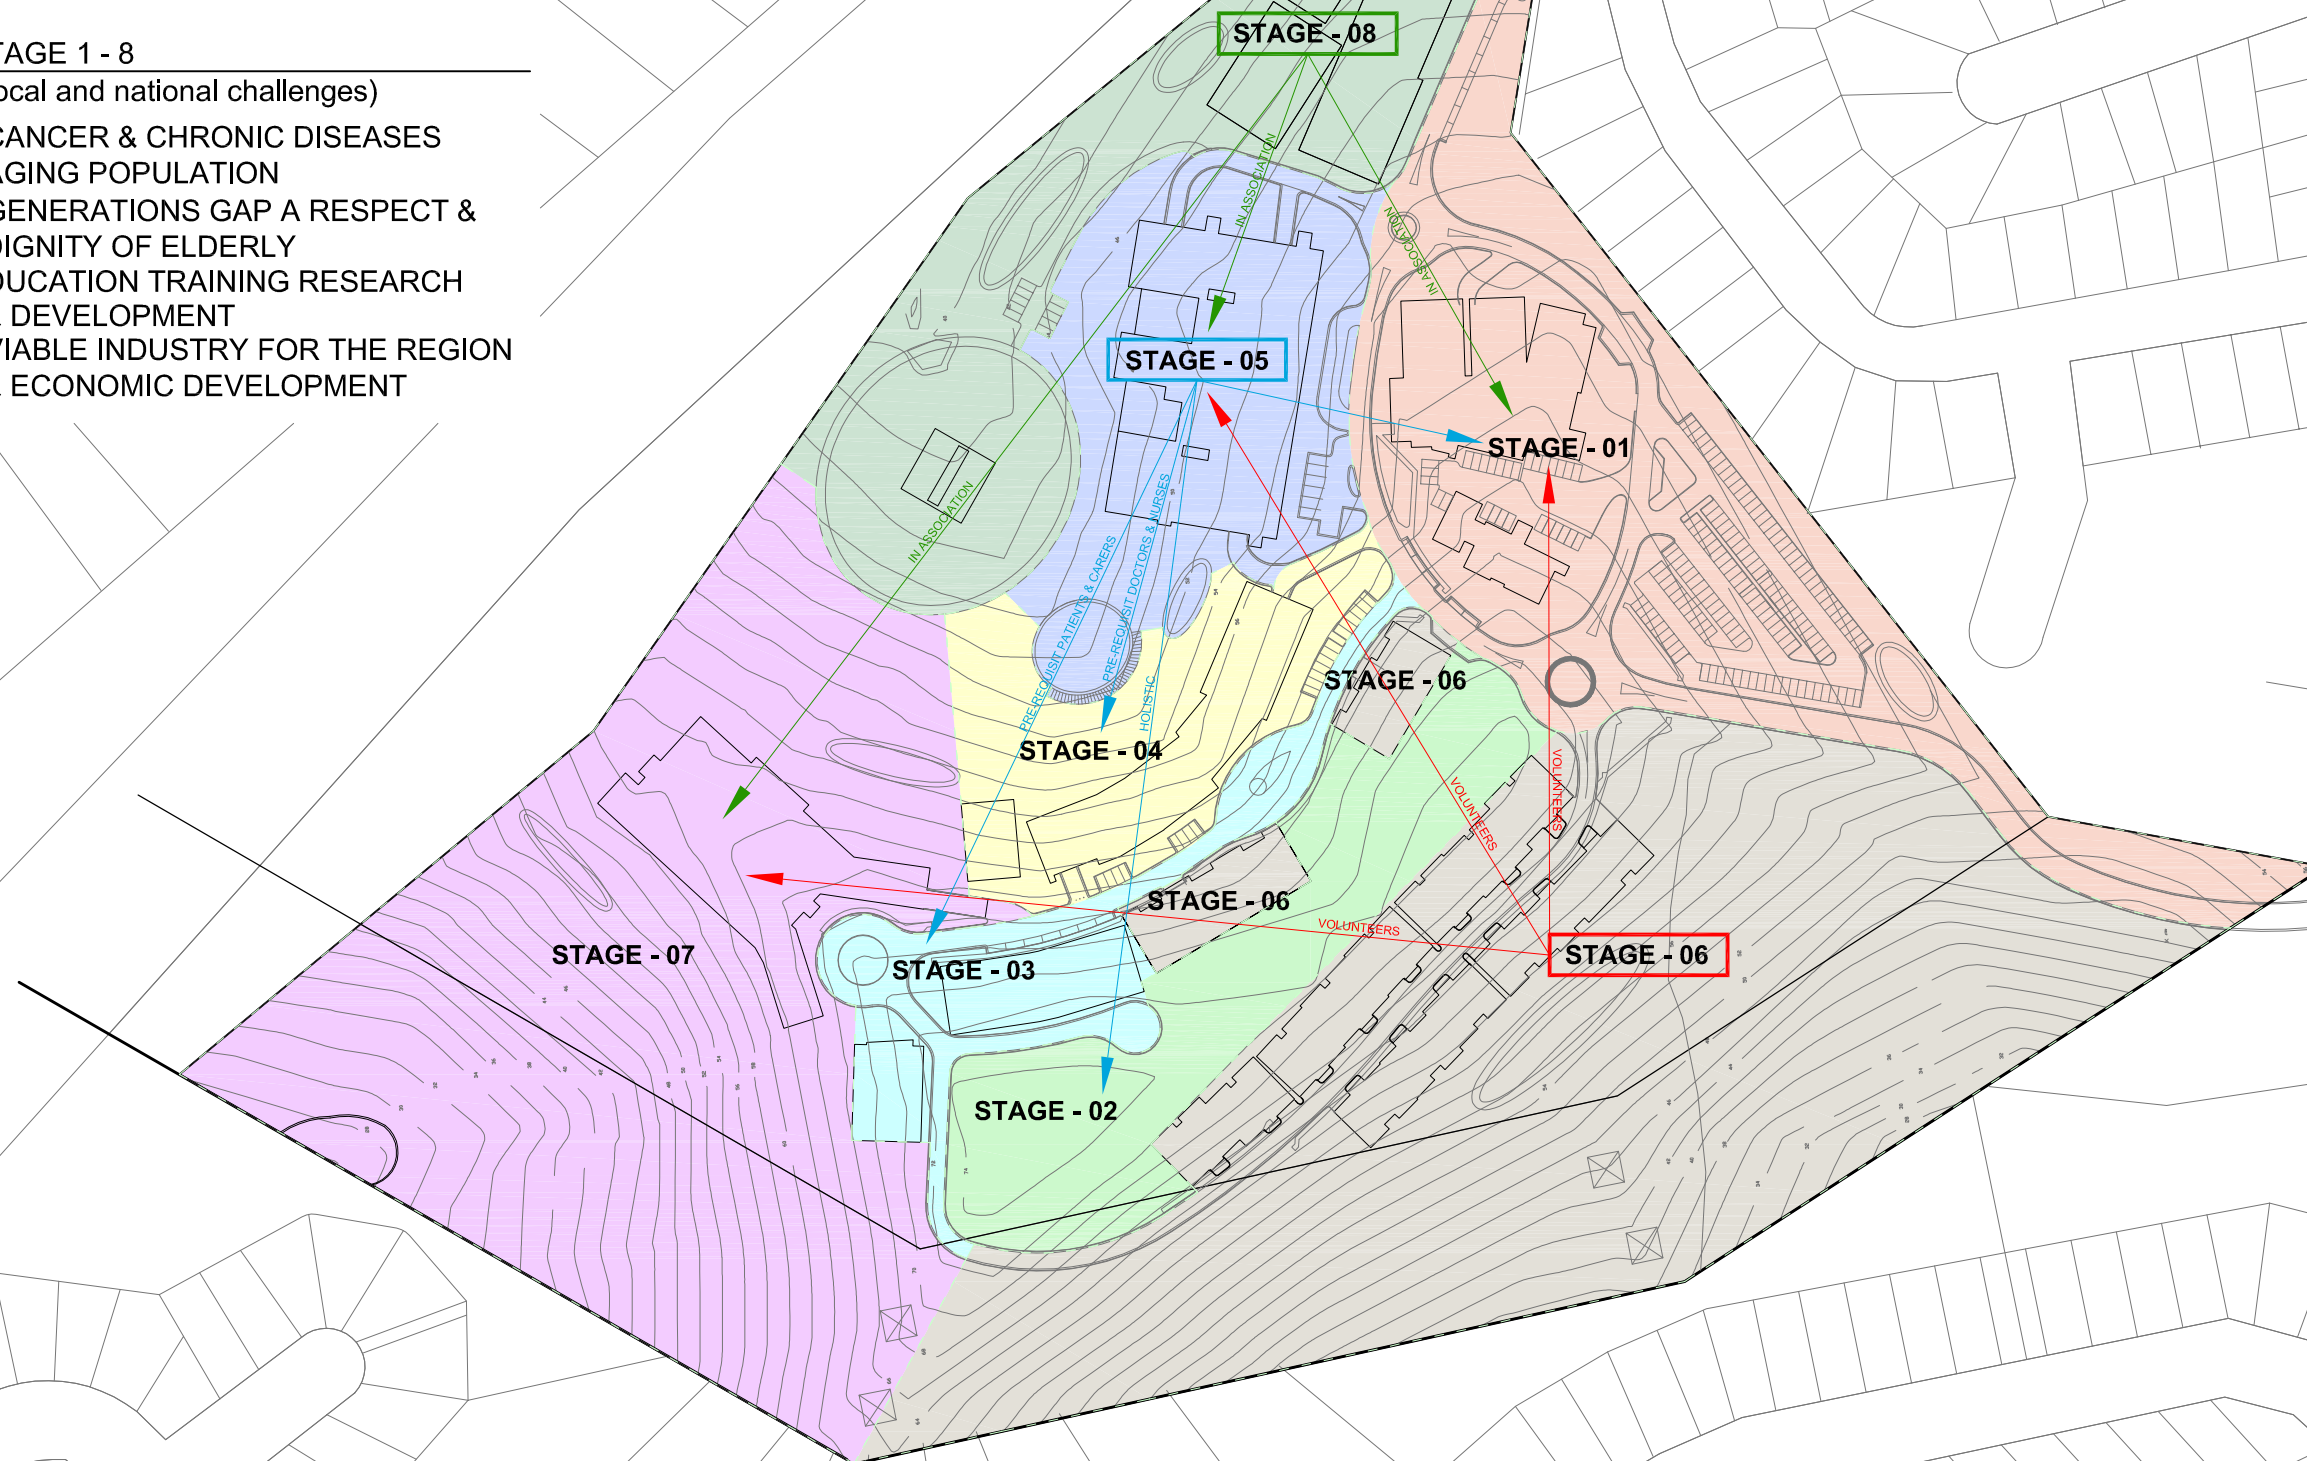 TAGE 1 - 8
ocal and national challenges)
CANCER & CHRONIC DISEASES
AGING POPULATION
GENERATIONS GAP A RESPECT &
DIGNITY OF ELDERLY
DUCATION TRAINING RESEARCH
DEVELOPMENT
VIABLE INDUSTRY FOR THE REGION
ECONOMIC DEVELOPMENT
STAGE - 08
IN ASSOCIATION
IN ASSOCIATION
STAGE - 05
STAGE - 01
IN ASSOCIATION
PRE-REQUISIT PATIENTS & CARERS
PRE-REQUISIT DOCTORS & NURSES
HOLISTIC
STAGE - 06
STAGE - 04
VOLUNTEERS
VOLUNTEERS
STAGE - 06
VOLUNTEERS
STAGE - 07
STAGE - 03
STAGE - 06
STAGE - 02